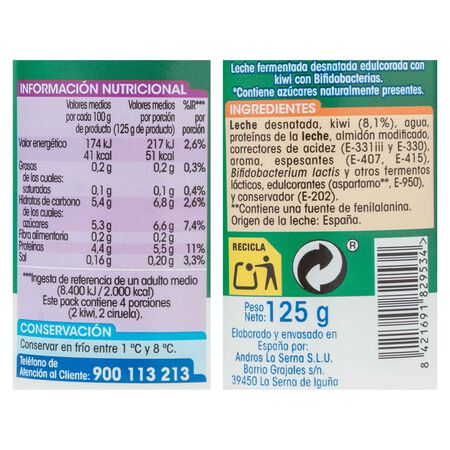 INFORMACIÓN NUTRICIONAL
Valores medios por cada 100 g de producto) Valores medios por porción (125 g de producto) %IR*** por porción
Valor energético 174 kJ 217 kJ 2,6%
41 kcal 51 kcal
Grasas 0,2 g 0,2 g 0,3%
de las cuales:
saturadas 0,1 g 0,1 g 0,4%
Hidratos de carbono 5,4 g 6,8 g 2,6%
de los cuales:
azúcares 5,3 g 6,6 g 7,4%
Fibra alimentaria 0,2 g 0,2 g
Proteínas 4,4 g 5,5 g 11%
Sal 0,16 g 0,20 g 3,3%
***Ingesta de referencia de un adulto medio
(8.400 kJ / 2.000 kcal)
Este pack contiene 4 porciones
(2 kiwi, 2 ciruela).
CONSERVACIÓN
Conservar en frío entre 1 °C y 8 °C.
Teléfono de
Atención al Cliente: 900 113 213
Leche fermentada desnatada edulcorada con
kiwi con Bifidobacterias.
*Contiene azúcares naturalmente presentes.
INGREDIENTES
Leche desnatada, kiwi (8,1%), agua,
proteínas de la leche, almidón modificado,
correctores de acidez (E-331iii y E-330),
aroma, espesantes (E-407, E-415),
Bifidobacterium lactis y otros fermentos
lácticos, edulcorantes (aspartamo**, E-950) y
conservador (E-202).
**Contiene una fuente de fenilalanina.
Origen de la leche: España.
RECICLA
®
Peso
Neto: 125 g
Elaborado y envasado en
España por:
Andros La Serna S.L.U.
Barrio Grajales s/n.
39450 La Serna de Iguña
8 421691 829534